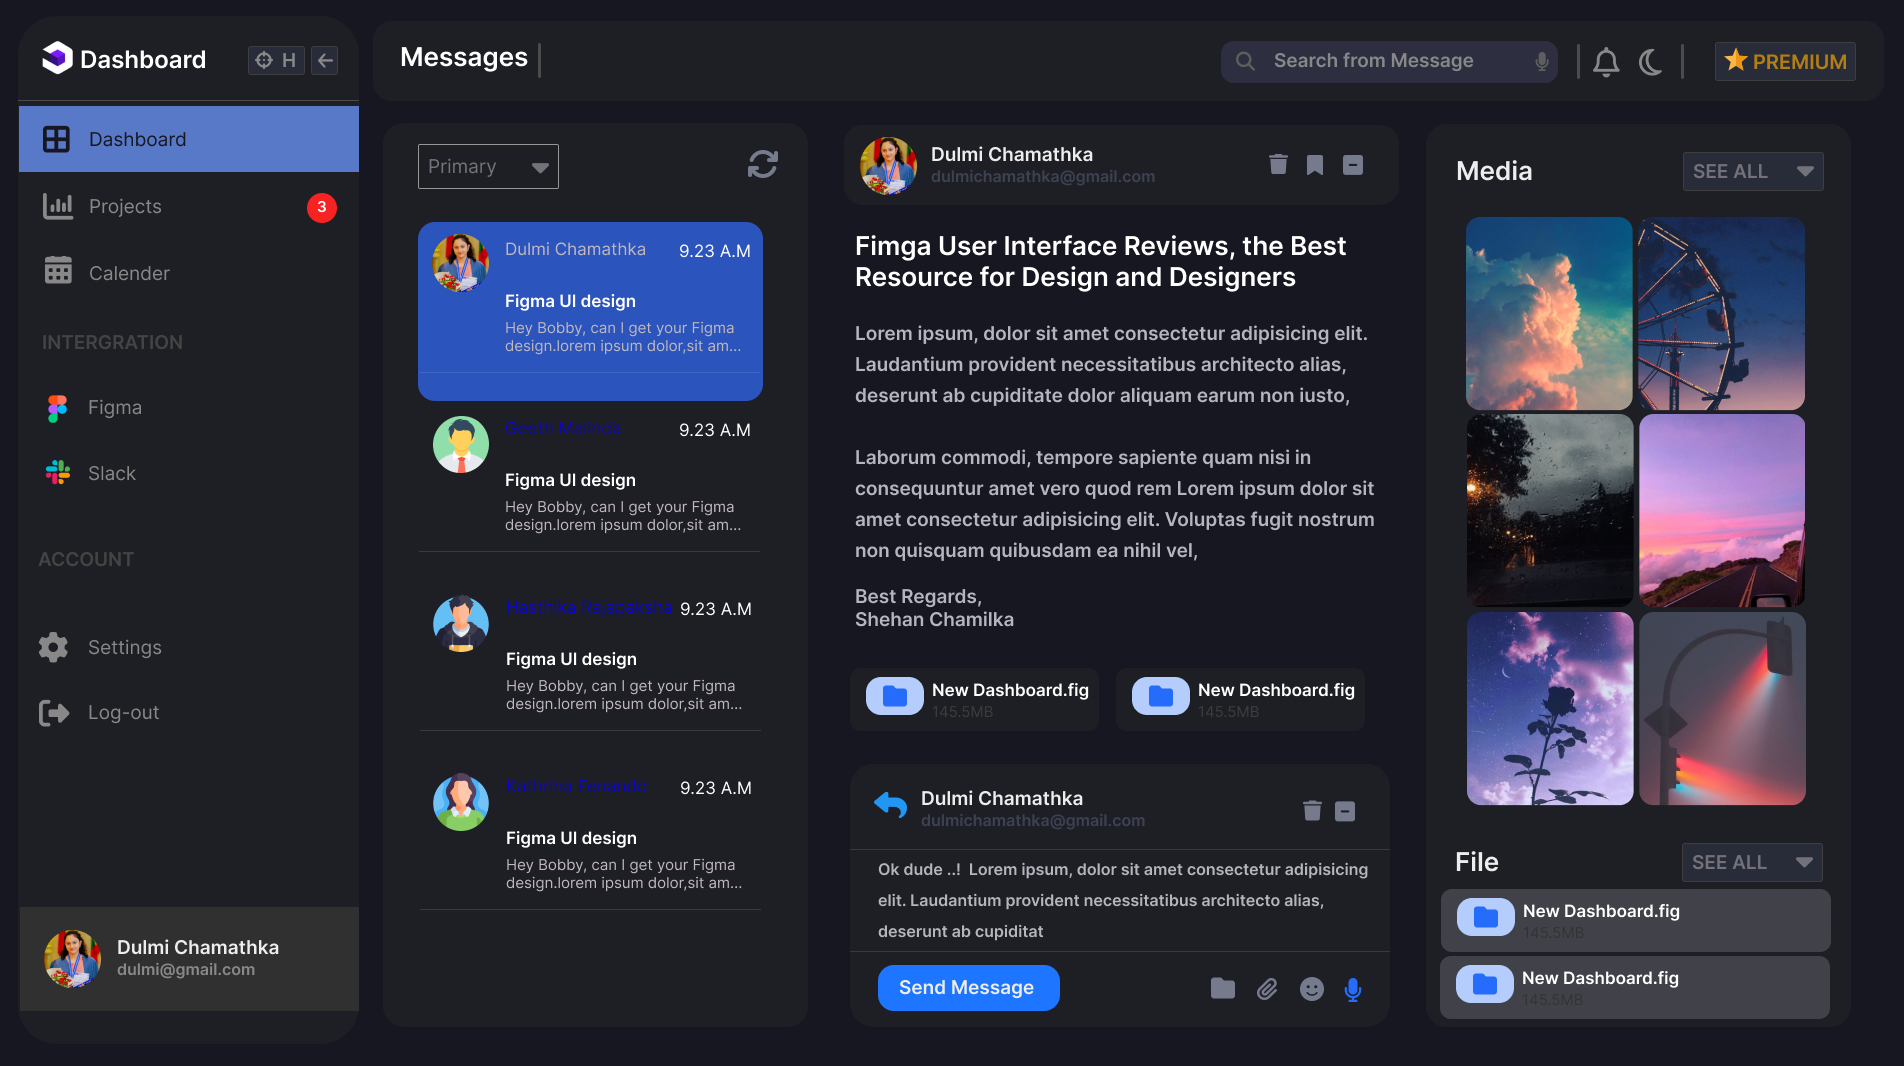 Dashboard
H
Dashboard
Projects
3
Calender
INTERGRATION
Figma
Slack
ACCOUNT
Settings
Log-out
Dulmi Chamathka
dulmi@gmail.com
Messages
Search from Message
PREMIUM
Primary
Dulmi Chamathka
9.23 A.M
Figma UI design
Hey Bobby, can I get your Figma
design.lorem ipsum dolor,sit am...
Geeth Malinda
9.23 A.M
Figma UI design
Hey Bobby, can I get your Figma
design.lorem ipsum dolor,sit am...
Hasthika Rajapaksha
9.23 A.M
Figma UI design
Hey Bobby, can I get your Figma
design.lorem ipsum dolor,sit am...
9.23 A.M
Figma UI design
Hey Bobby, can I get your Figma
design.lorem ipsum dolor,sit am...
Dulmi Chamathka
dulmichamathka@gmail.com
Fimga User Interface Reviews, the Best
Resource for Design and Designers
Lorem ipsum, dolor sit amet consectetur adipisicing elit.
Laudantium provident necessitatibus architecto alias,
deserunt ab cupiditate dolor aliquam earum non iusto,
Laborum commodi, tempore sapiente quam nisi in
consequuntur amet vero quod rem Lorem ipsum dolor sit
amet consectetur adipisicing elit. Voluptas fugit nostrum
non quisquam quibusdam ea nihil vel,
Best Regards,
Shehan Chamilka
New Dashboard.fig
145.5MB
New Dashboard.fig
145.5MB
Dulmi Chamathka
dulmichamathka@gmail.com
Ok dude ..! Lorem ipsum, dolor sit amet consectetur adipisicing
elit. Laudantium provident necessitatibus architecto alias,
deserunt ab cupiditat
Send Message
Media
SEE ALL
File
SEE ALL
New Dashboard.fig
145.5MB
New Dashboard.fig
145.5MB